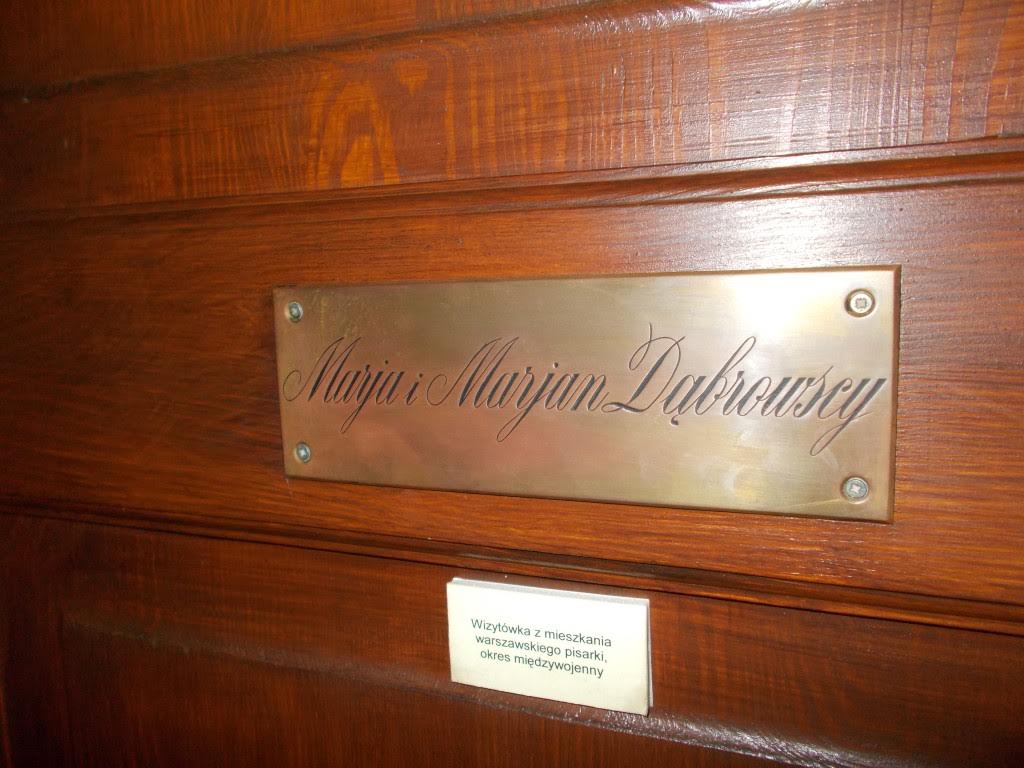 Marja i Marjan Dąbrowscy
Wizytówka z mieszkania
warszawskiego pisarki,
okres międzywojenny